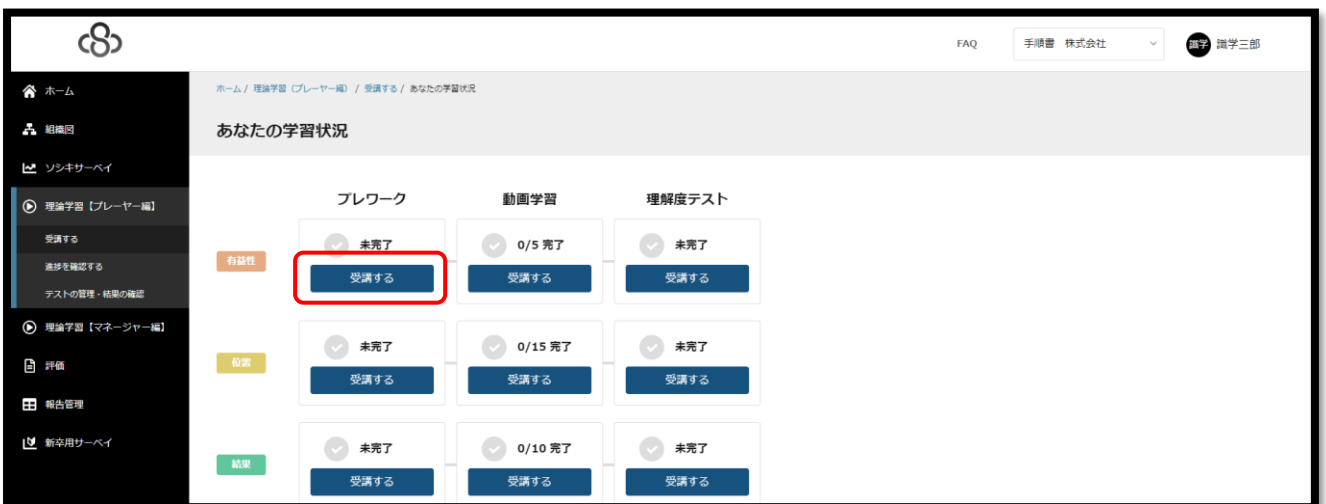 FAQ 手順書 株式会社 識学 識学三郎
ホーム
組織図
ソシキサーベイ
理論学習【プレーヤー編】
受講する
進捗を確認する
テストの管理・結果の確認
理論学習【マネージャー編】
評価
報告管理
新卒用サーベイ
ホーム / 理論学習（プレーヤー編） / 受講する / あなたの学習状況
あなたの学習状況
プレワーク 動画学習 理解度テスト
有益性 未完了 0/5 完了 未完了
受講する 受講する 受講する
位置 未完了 0/15 完了 未完了
受講する 受講する 受講する
結果 未完了 0/10 完了 未完了
受講する 受講する 受講する